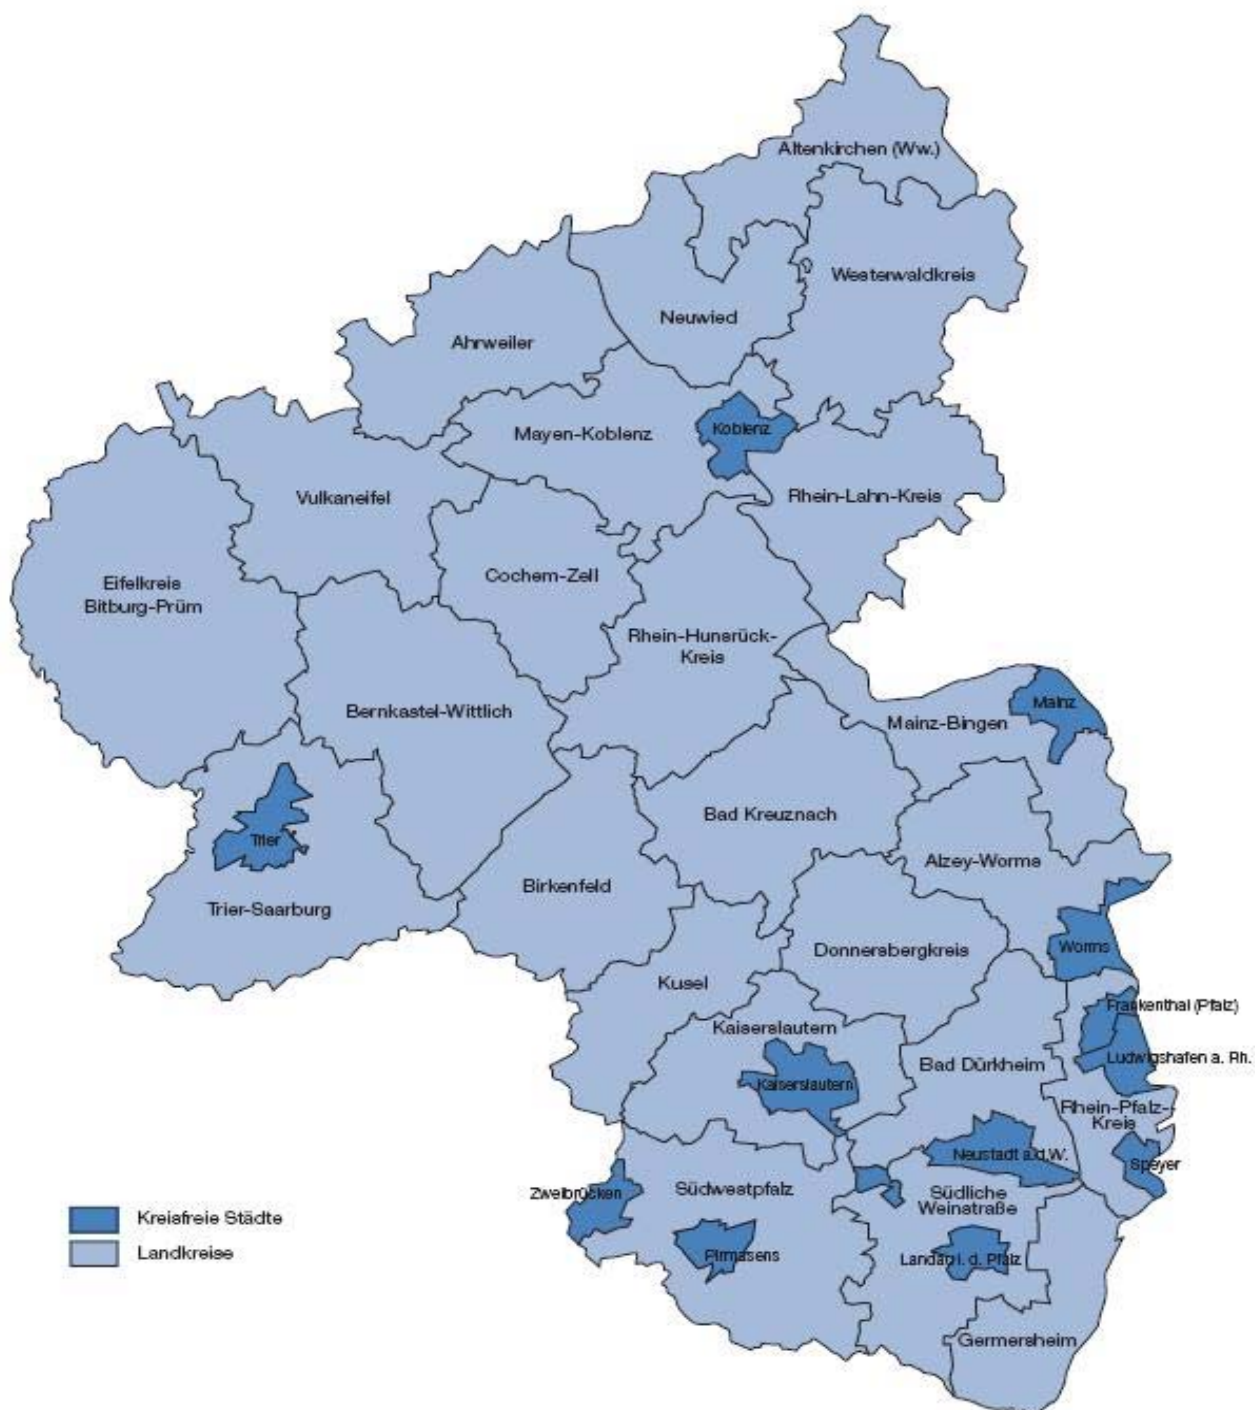 Altenkirchen (Ww.)
Westerwaldkreis
Neuwied
Ahrweiler
Koblenz
Mayen-Koblenz
Rhein-Lahn-Kreis
Vulkaneifel
Cochem-Zell
Eifelkreis
Bitburg-Prüm
Rhein-Hunsrück-
Kreis
Mainz
Bernkastel-Wittlich
Mainz-Bingen
Bad Kreuznach
Trier
Alzey-Worms
Birkenfeld
Trier-Saarburg
Worms
Donnersbergkreis
Kusel
Frankenthal (Pfalz)
Kaiserslautern
Ludwigshafen a. Rh.
Bad Dürkheim
Kaiserslautern
Rhein-Pfalz-
Kreis
Neustadt a.d.W.
Speyer
Zweibrücken
Südwestpfalz
Südliche
Weinstraße
Kreisfreie Städte
Landkreise
Pirmasens
Landau i. d. Pfalz
Germersheim